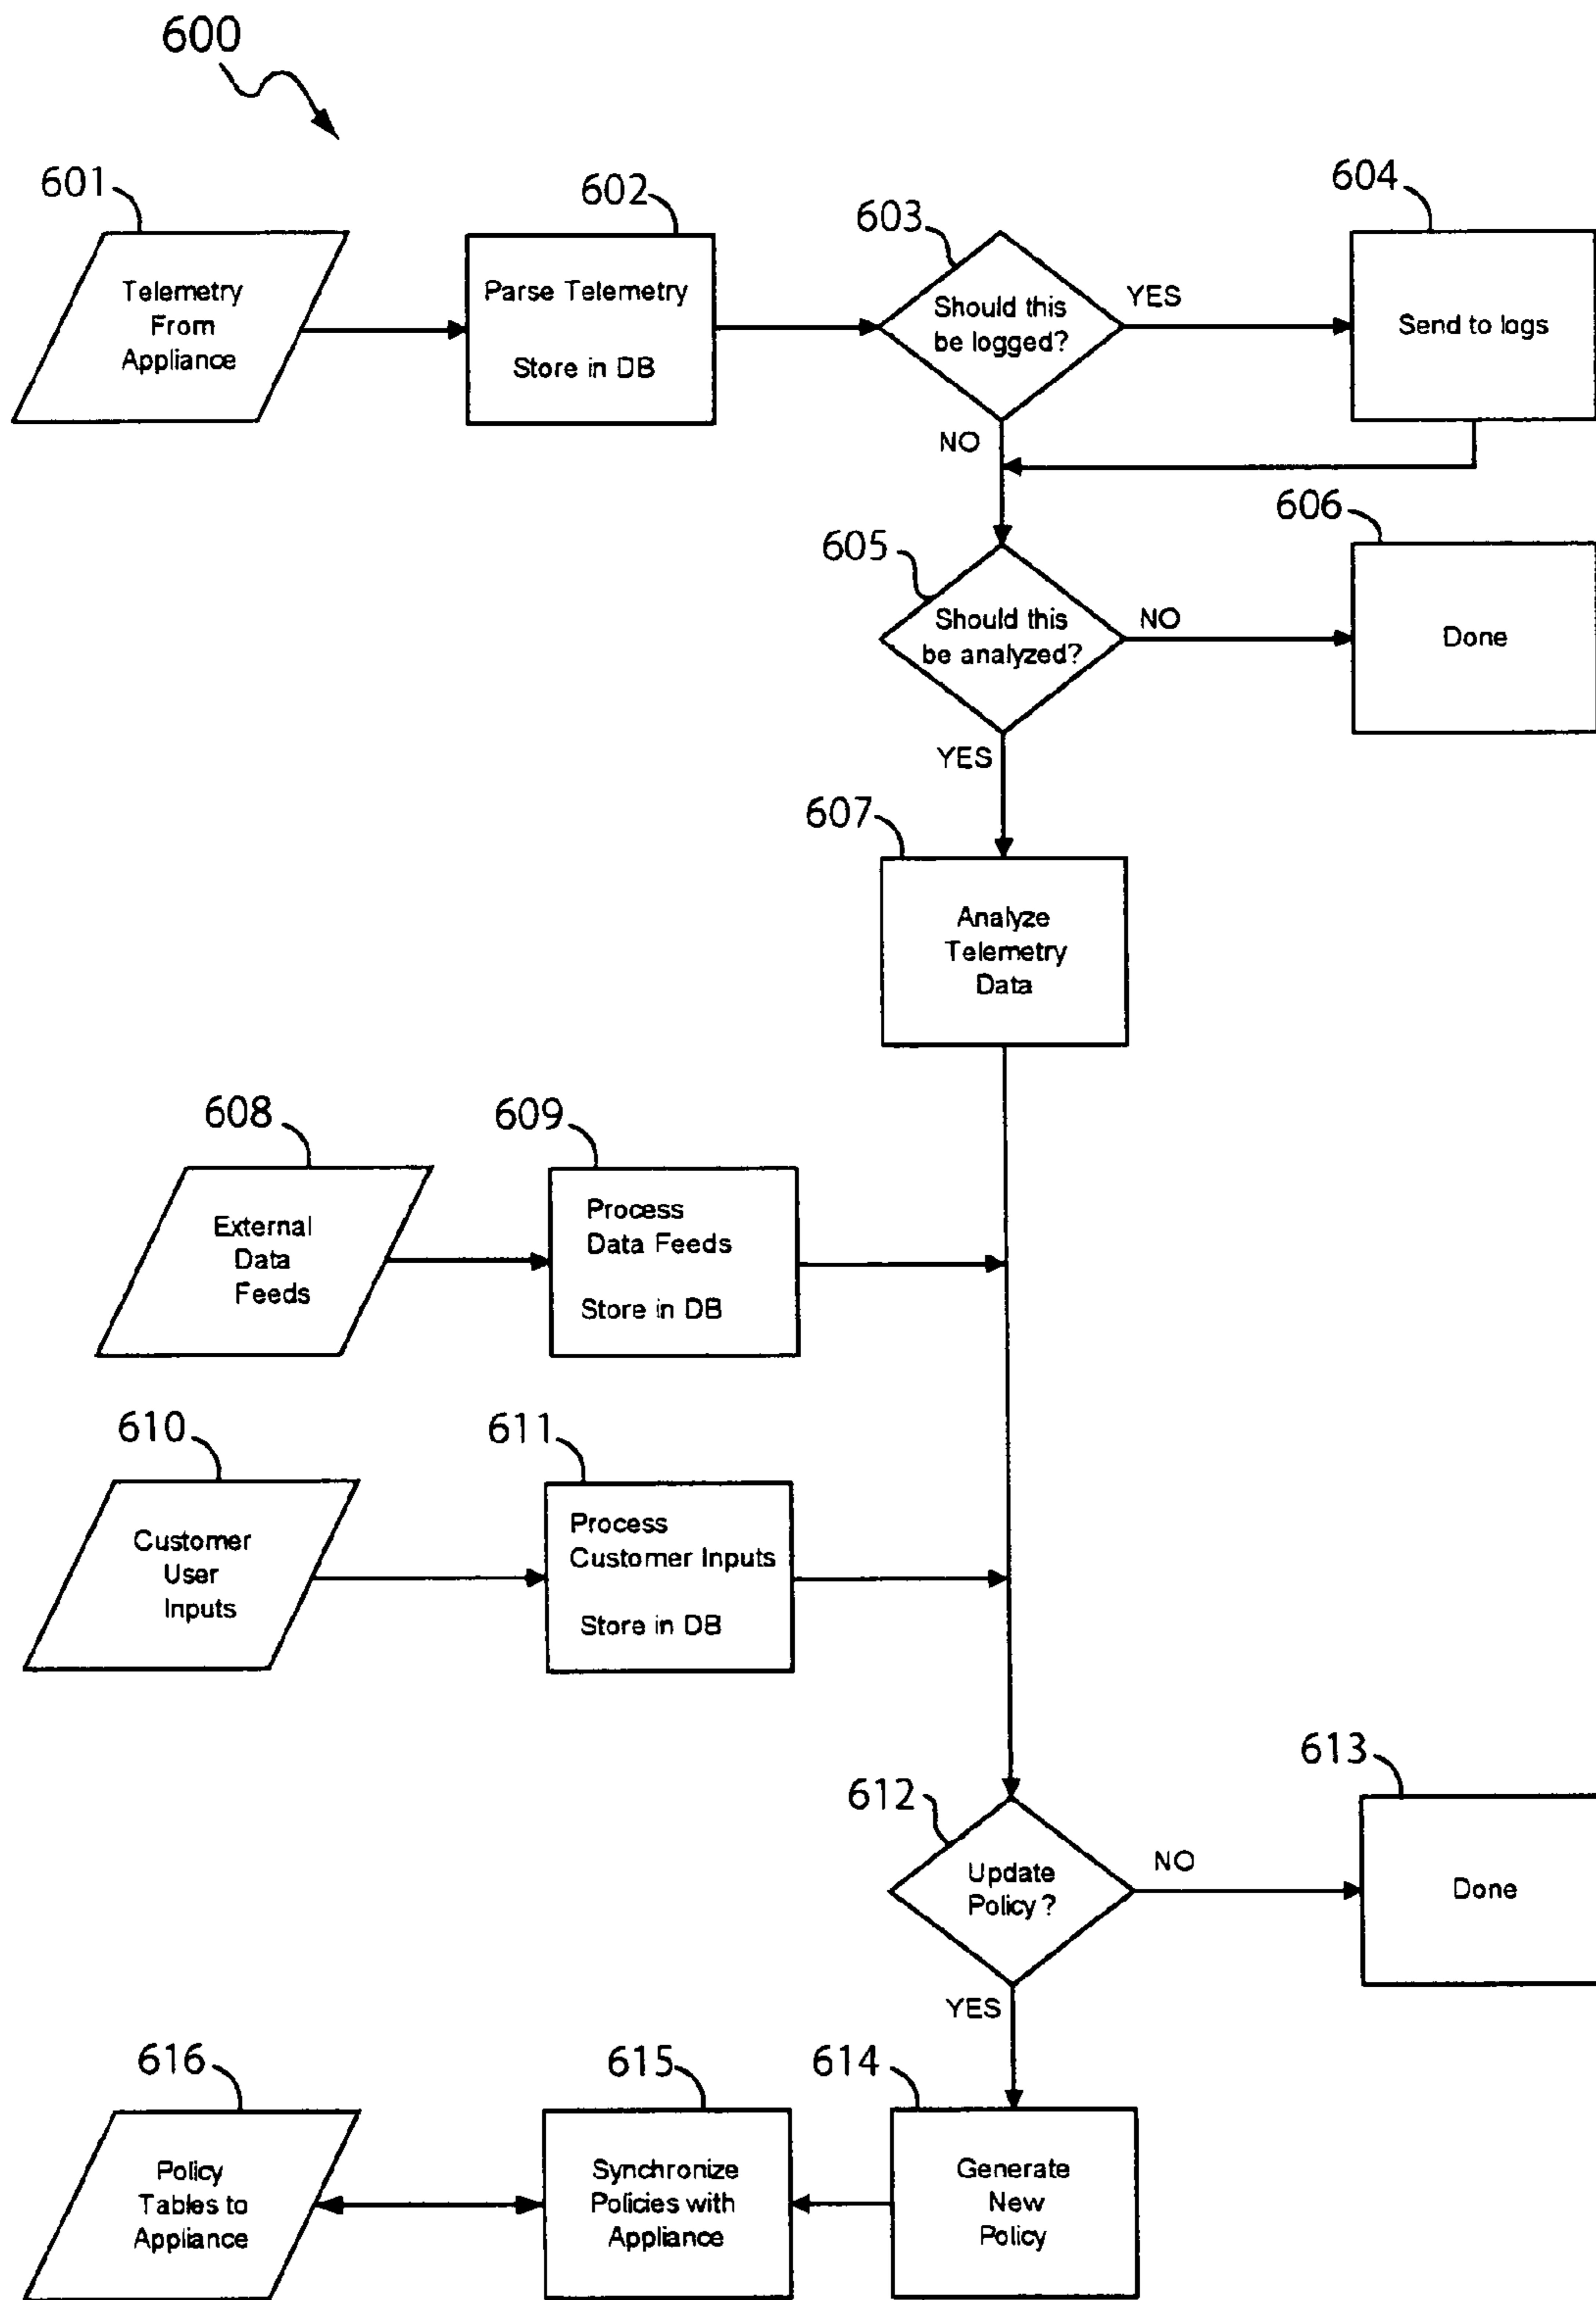 600
601
602
603
604
Telemetry
From
Appliance
Parse Telemetry
Store in DB
Should this
be logged?
YES
Send to logs
NO
605
606
Should this
be analyzed?
NO
Done
YES
607
Analyze
Telemetry
Data
608
609
External
Data
Feeds
Process
Data Feeds
Store in DB
610
611
Customer
User
Inputs
Process
Customer Inputs
Store in DB
612
613
Update
Policy?
NO
Done
YES
616
615
614
Policy
Tables to
Appliance
Synchronize
Policies with
Appliance
Generate
New
Policy